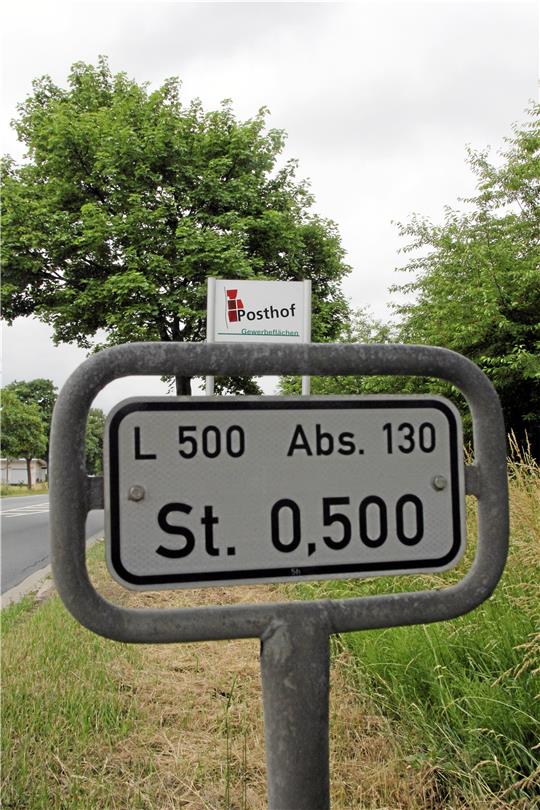 Posthof
Gewerbeflächen
L 500 Abs. 130
St. 0,500